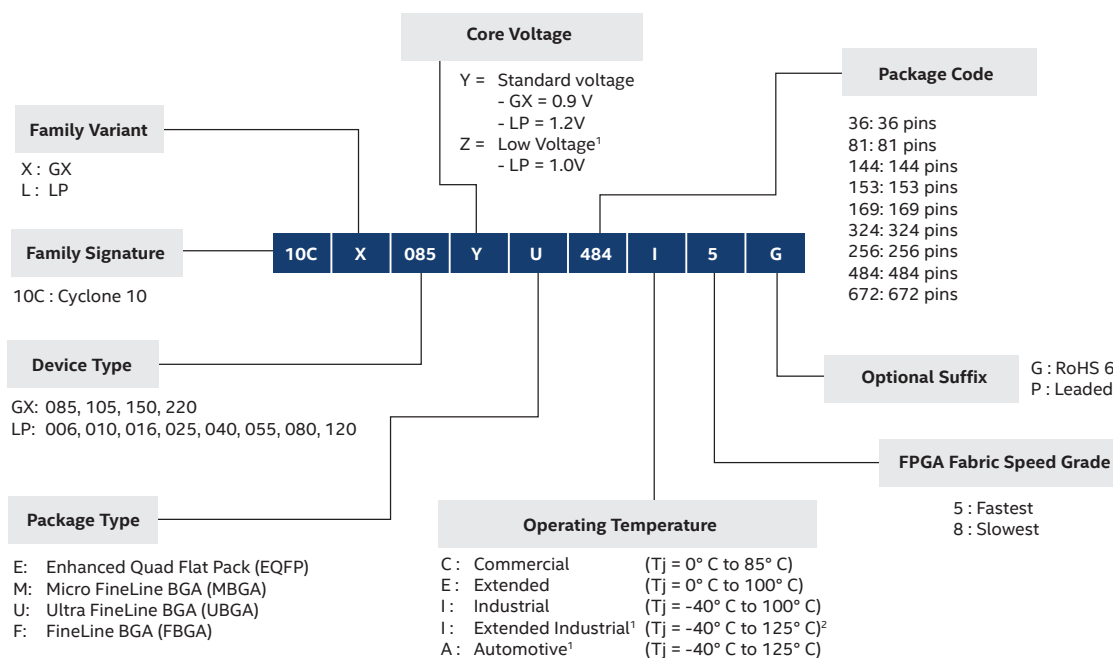 Core Voltage
Y = Standard voltage
- GX = 0.9 V
- LP = 1.2V
Z = Low Voltage¹
- LP = 1.0V
Package Code
36: 36 pins
81: 81 pins
144: 144 pins
153: 153 pins
169: 169 pins
324: 324 pins
256: 256 pins
484: 484 pins
672: 672 pins
Family Variant
X : GX
L : LP
Family Signature
10C : Cyclone 10
10C X 085 Y U 484 I 5 G
Device Type
GX: 085, 105, 150, 220
LP: 006, 010, 016, 025, 040, 055, 080, 120
Optional Suffix
G : RoHS 6
P : Leaded
FPGA Fabric Speed Grade
5 : Fastest
8 : Slowest
Package Type
E: Enhanced Quad Flat Pack (EQFP)
M: Micro FineLine BGA (MBGA)
U: Ultra FineLine BGA (UBGA)
F: FineLine BGA (FBGA)
Operating Temperature
C : Commercial (Tj = 0° C to 85° C)
E : Extended (Tj = 0° C to 100° C)
I : Industrial (Tj = -40° C to 100° C)
I : Extended Industrial¹ (Tj = -40° C to 125° C)²
A : Automotive¹ (Tj = -40° C to 125° C)